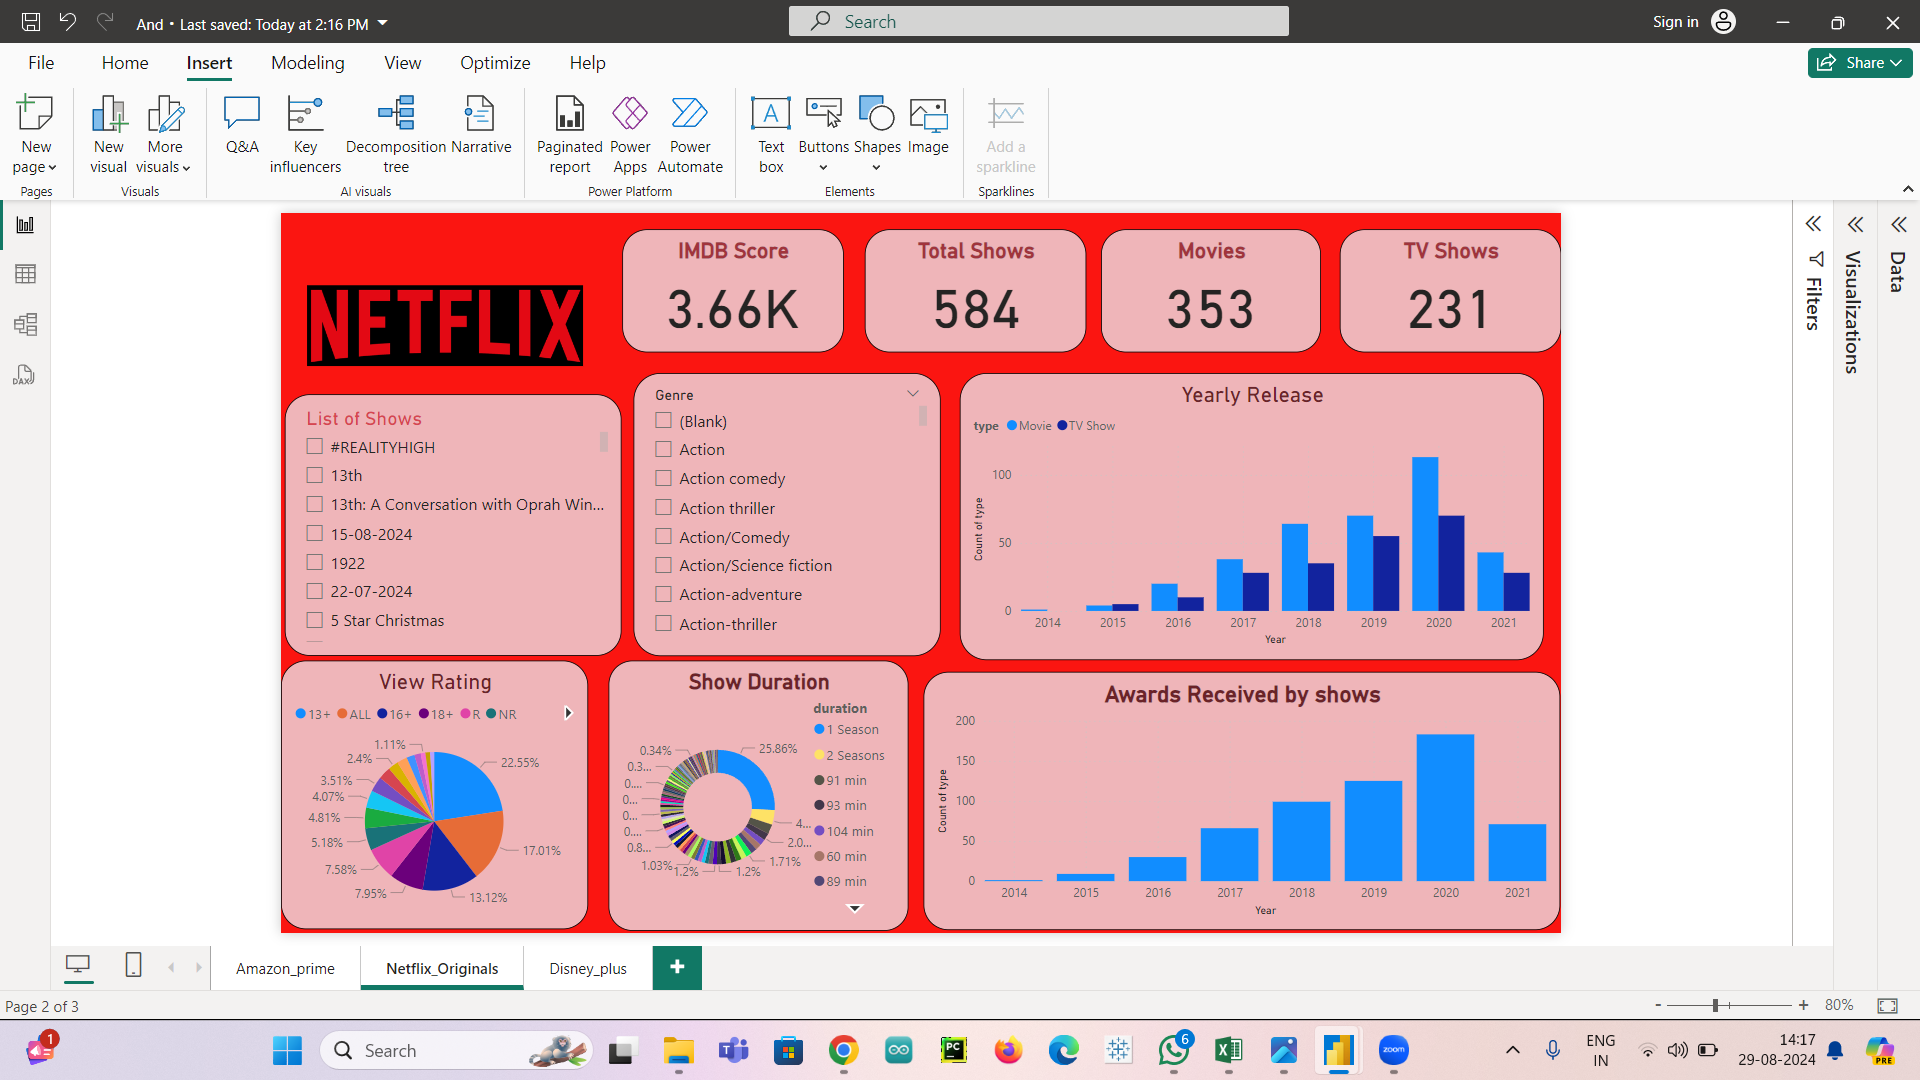 And • Last saved: Today at 2:16 PM
Search
Sign in
File
Home
Insert
Modeling
View
Optimize
Help
Share
New page
New visual
More visuals
Q&A
Key influencers
Decomposition tree
Narrative
Paginated report
Power Apps
Power Automate
Text box
Buttons
Shapes
Image
Add a sparkline
Pages
Visuals
AI visuals
Power Platform
Elements
Sparklines
DAX
NETFLIX
IMDB Score
3.66K
Total Shows
584
Movies
353
TV Shows
231
Filters
Visualizations
Data
List of Shows
#REALITYHIGH
13th
13th: A Conversation with Oprah Win...
15-08-2024
1922
22-07-2024
5 Star Christmas
Genre
(Blank)
Action
Action comedy
Action thriller
Action/Comedy
Action/Science fiction
Action-adventure
Action-thriller
Yearly Release
type Movie TV Show
Count of type
100
50
0
2014 2015 2016 2017 2018 2019 2020 2021
Year
View Rating
13+ ALL 16+ 18+ R NR
1.11%
2.4%
3.51%
4.07%
4.81%
5.18%
7.58%
7.95%
22.55%
17.01%
13.12%
Show Duration
duration
1 Season
2 Seasons
91 min
93 min
104 min
60 min
89 min
0.34%
0.3...
0....
0...
0...
0....
0.8...
1.03%
1.2%
1.2%
1.71%
2.0...
4...
25.86%
Awards Received by shows
Count of type
200
150
100
50
0
2014 2015 2016 2017 2018 2019 2020 2021
Year
Amazon_prime
Netflix_Originals
Disney_plus
+
Page 2 of 3
- + 80%
1
Search
T
PC
6
zoom
ENG
IN
14:17
29-08-2024
PRE